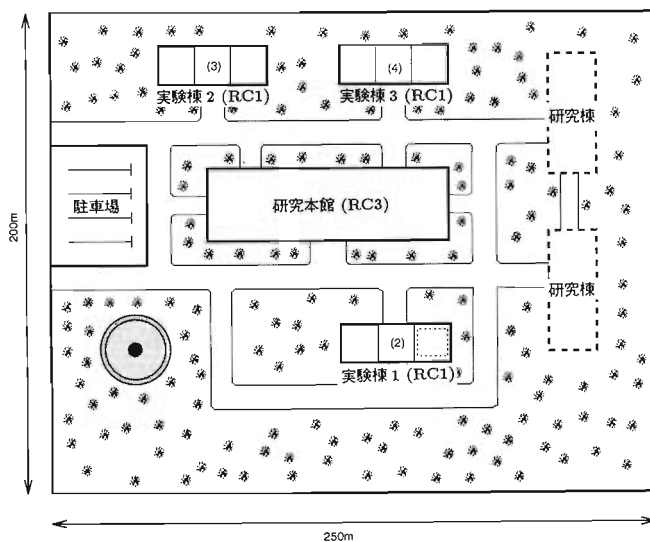 (3)
(4)
実験棟 2 (RC1)
実験棟 3 (RC1)
研究棟
駐車場
研究本館 (RC3)
200m
研究棟
(2)
実験棟 1 (RC1)
250m